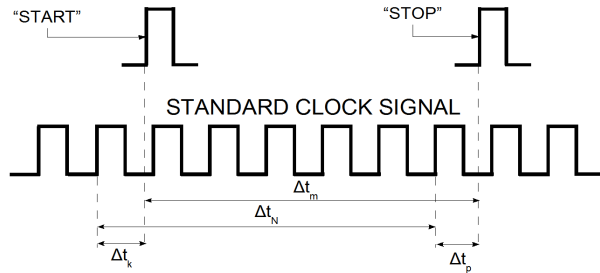 “START”
“STOP”
STANDARD CLOCK SIGNAL
Δtm
ΔtN
Δtk
Δtp